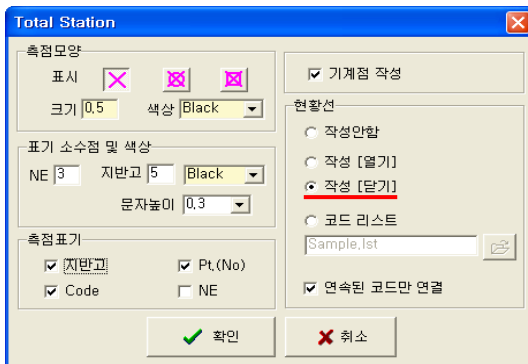 Total Station
측점모양
표시
크기 0.5 색상 Black
표기 소수점 및 색상
NE 3 지반고 5 Black
문자높이 0.3
측점표기
지반고 Pt.(No)
Code NE
기계점 작성
현황선
작성안함
작성 [열기]
작성 [닫기]
코드 리스트
Sample.lst
연속된 코드만 연결
확인 취소